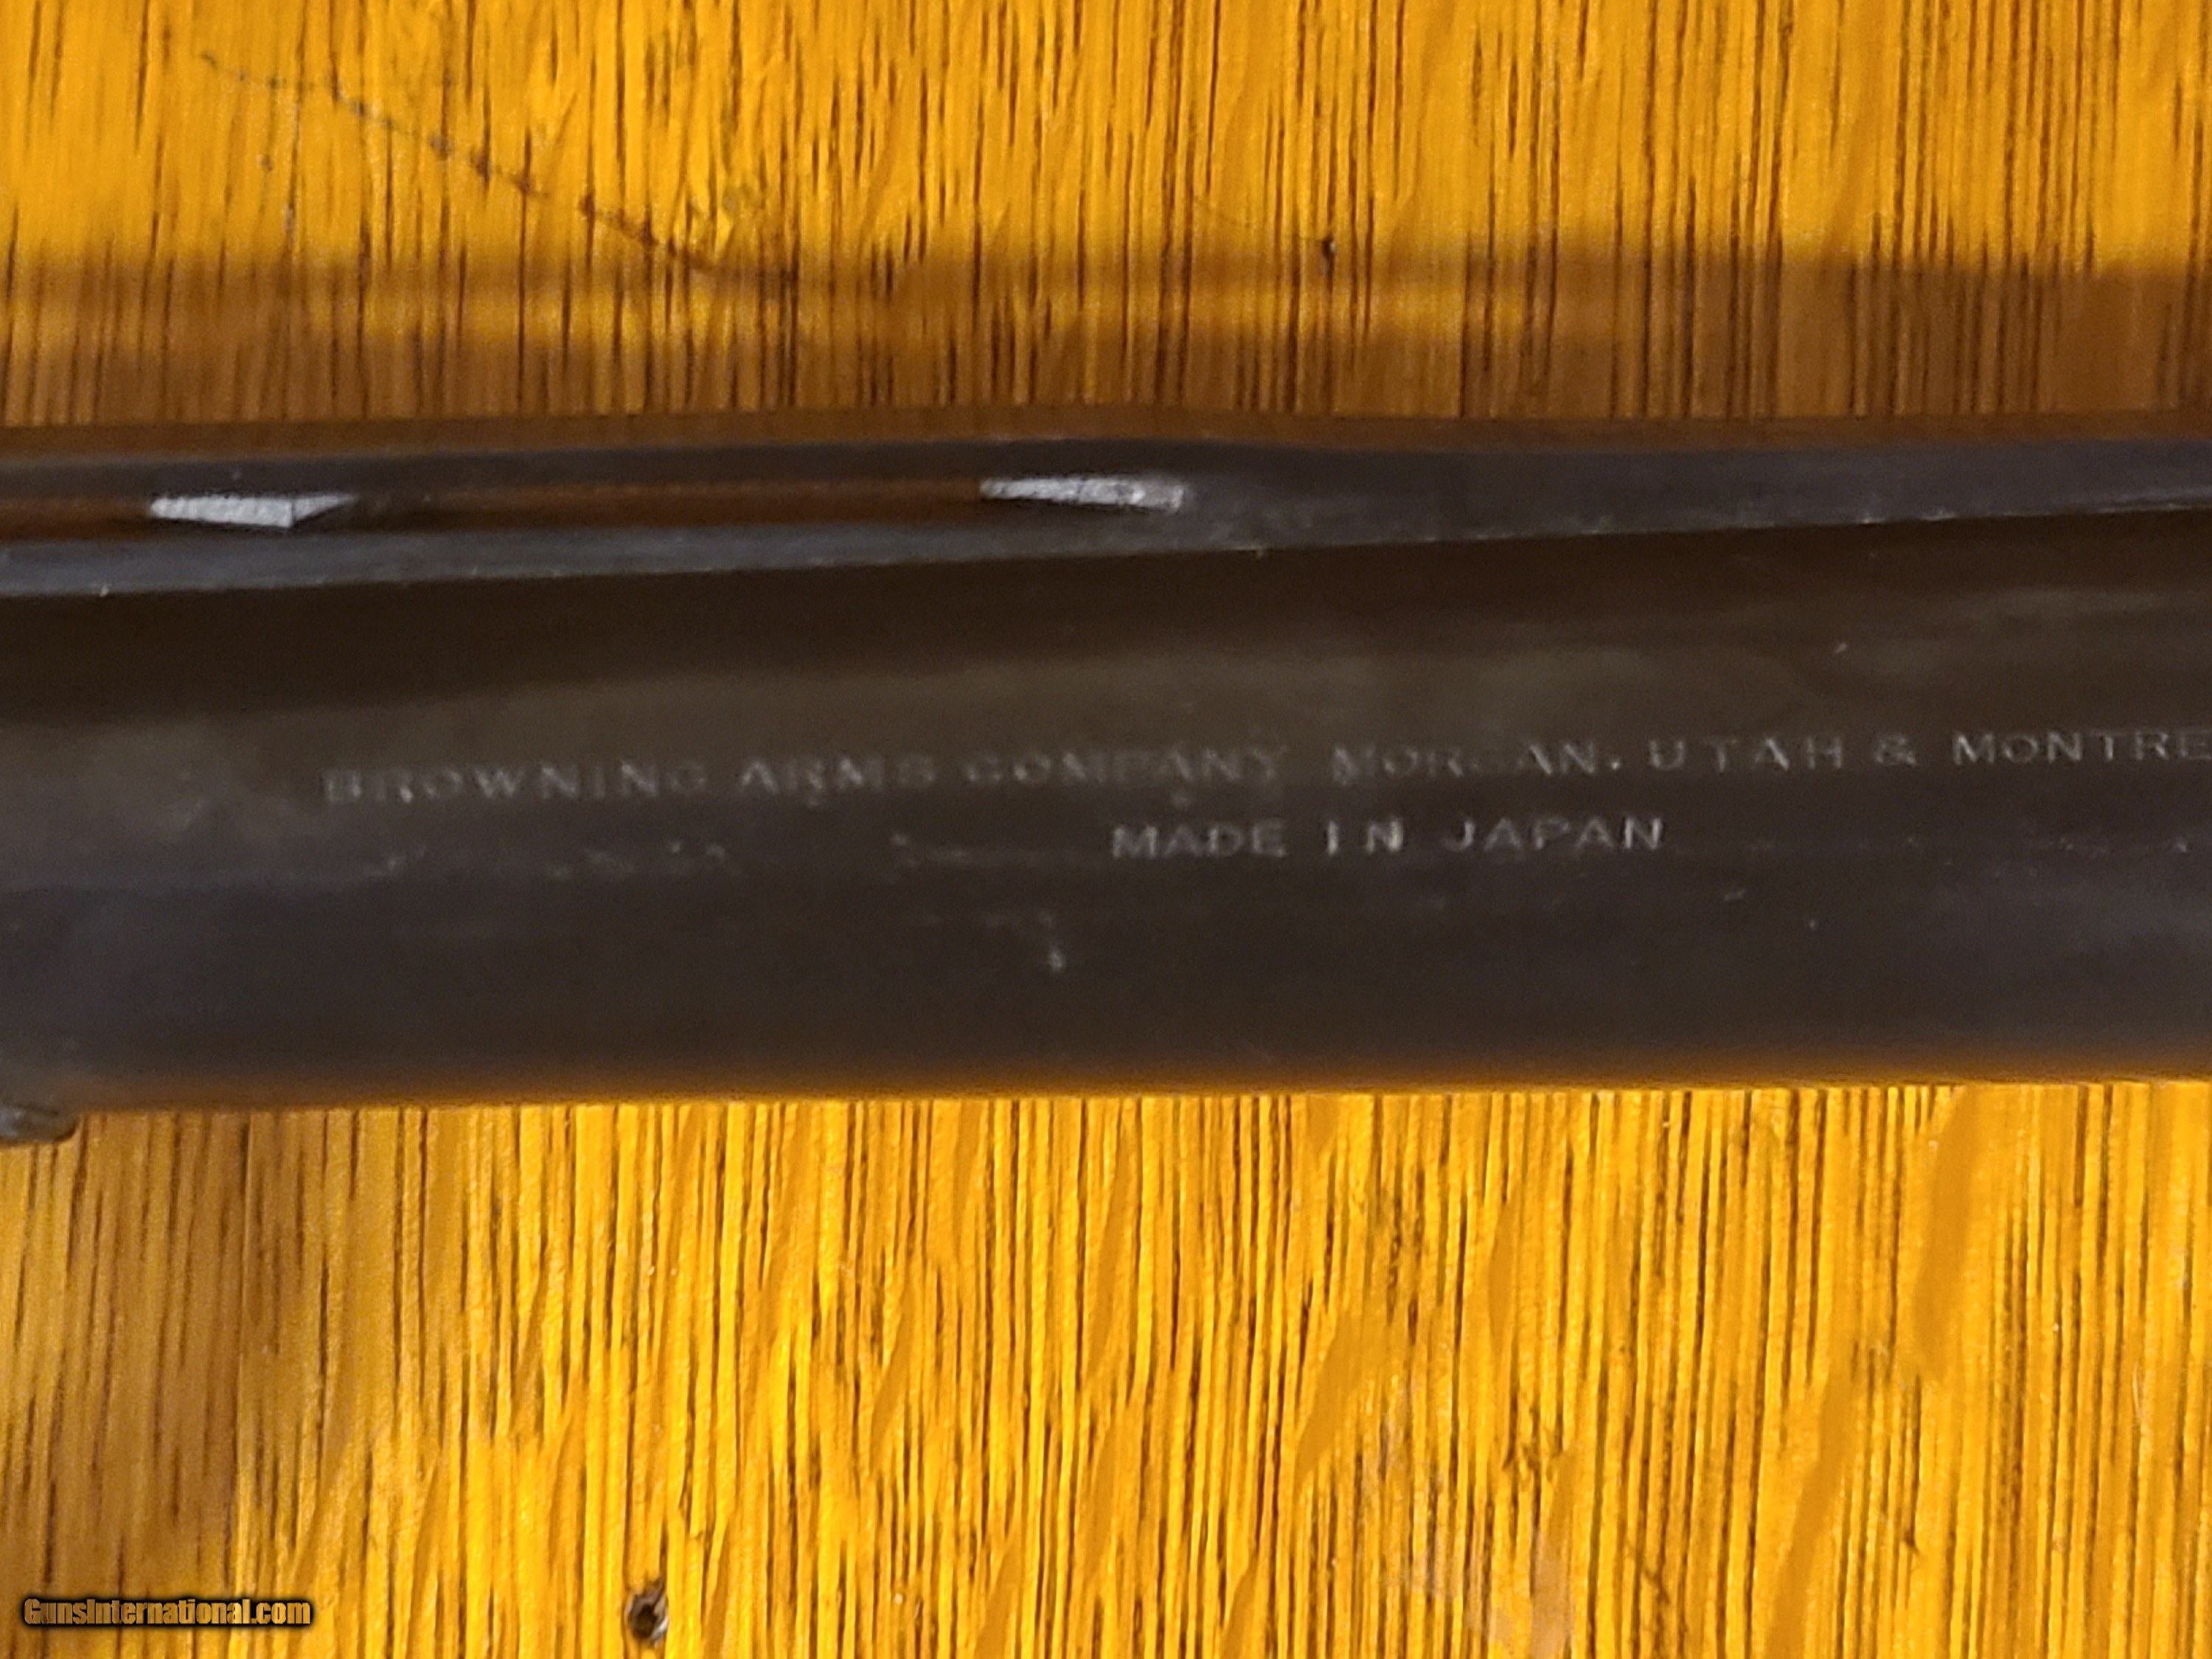 BROWNING ARMS COMPANY MORGAN, UTAH & MONTRE
MADE IN JAPAN
GunsInternational.com